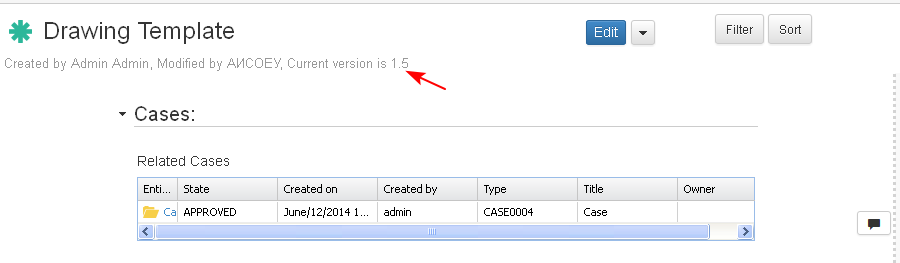 Drawing Template
Edit
Filter
Sort
Created by Admin Admin, Modified by АИСОЕУ, Current version is 1.5
Cases:
Related Cases
Enti... State Created on Created by Type Title Owner
Ca APPROVED June/12/2014 1... admin CASE0004 Case